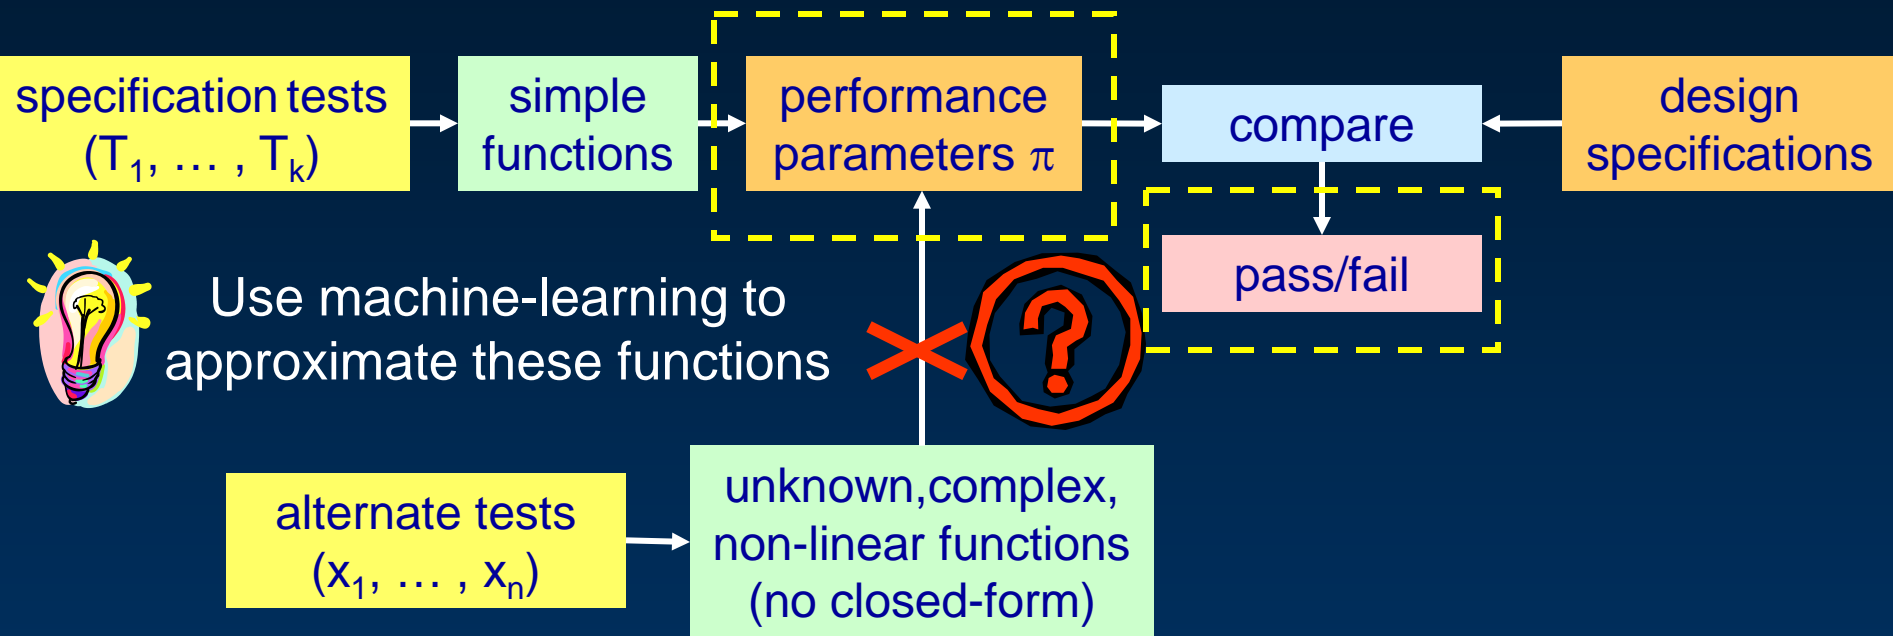 specification tests
(T1, … , Tk)
simple
functions
performance
parameters π
compare
design
specifications
pass/fail
Use machine-learning to
approximate these functions
?
alternate tests
(x1, … , xn)
unknown,complex,
non-linear functions
(no closed-form)